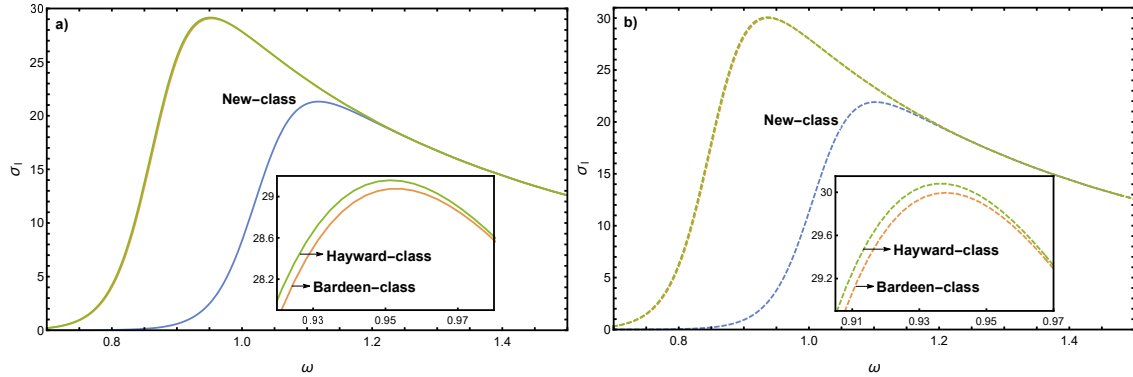 a)
30
25
20
15
10
5
0
σl
New−class
29
28.6
28.2
Hayward−class
Bardeen−class
0.93 0.95 0.97
0.8 1.0 1.2 1.4
ω
b)
30
25
20
15
10
5
0
σl
New−class
30
29.6
29.2
Hayward−class
Bardeen−class
0.91 0.93 0.95 0.97
0.8 1.0 1.2 1.4
ω